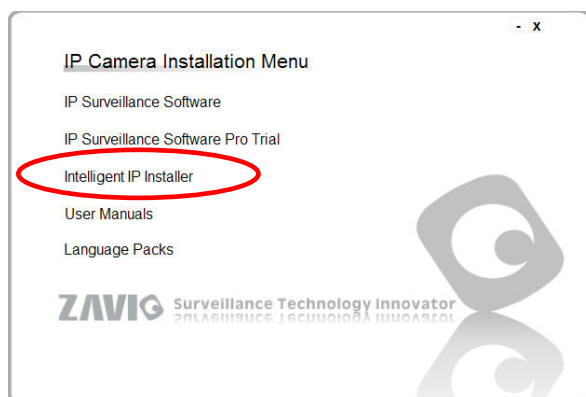 - X
IP Camera Installation Menu
IP Surveillance Software
IP Surveillance Software Pro Trial
Intelligent IP Installer
User Manuals
Language Packs
ZAVIO Surveillance Technology Innovator